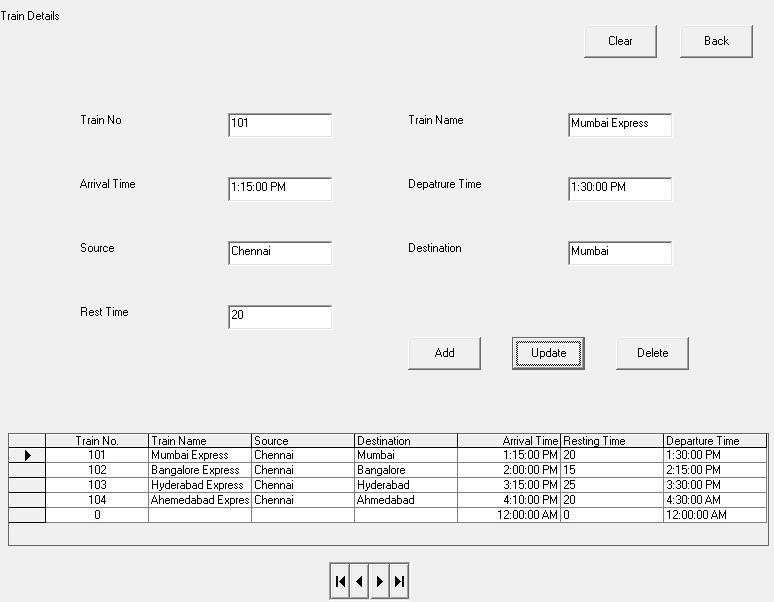 Train Details
Clear Back
Train No 101 Train Name Mumbai Express
Arrival Time 1:15:00 PM Depatrure Time 1:30:00 PM
Source Chennai Destination Mumbai
Rest Time 20
Add Update Delete
Train No. Train Name Source Destination Arrival Time Resting Time Departure Time
101 Mumbai Express Chennai Mumbai 1:15:00 PM 20 1:30:00 PM
102 Bangalore Express Chennai Bangalore 2:00:00 PM 15 2:15:00 PM
103 Hyderabad Express Chennai Hyderabad 3:15:00 PM 25 3:30:00 PM
104 Ahemedabad Expres Chennai Ahmedabad 4:10:00 PM 20 4:30:00 AM
0 12:00:00 AM 0 12:00:00 AM